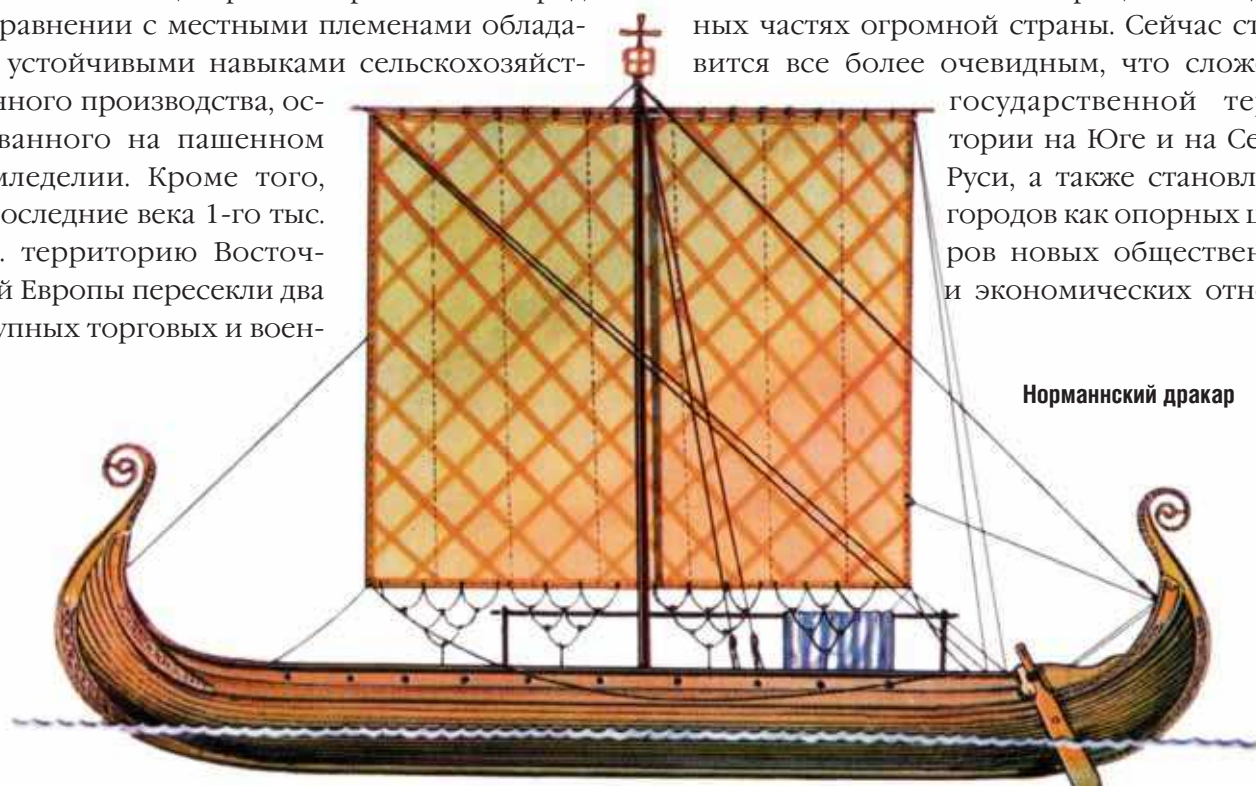 равнении с местными племенами облада-
устойчивыми навыками сельскохозяйст-
нного производства, ос-
ванного на пашенном
мледелии. Кроме того,
оследние века 1-го тыс.
. территорию Восточ-
й Европы пересекли два
упных торговых и воен-
ных частях огромной страны. Сейчас ст
вится все более очевидным, что слож
государственной те
тории на Юге и на Се
Руси, а также становл
городов как опорных
ров новых обществен
и экономических отн
Норманнский дракар